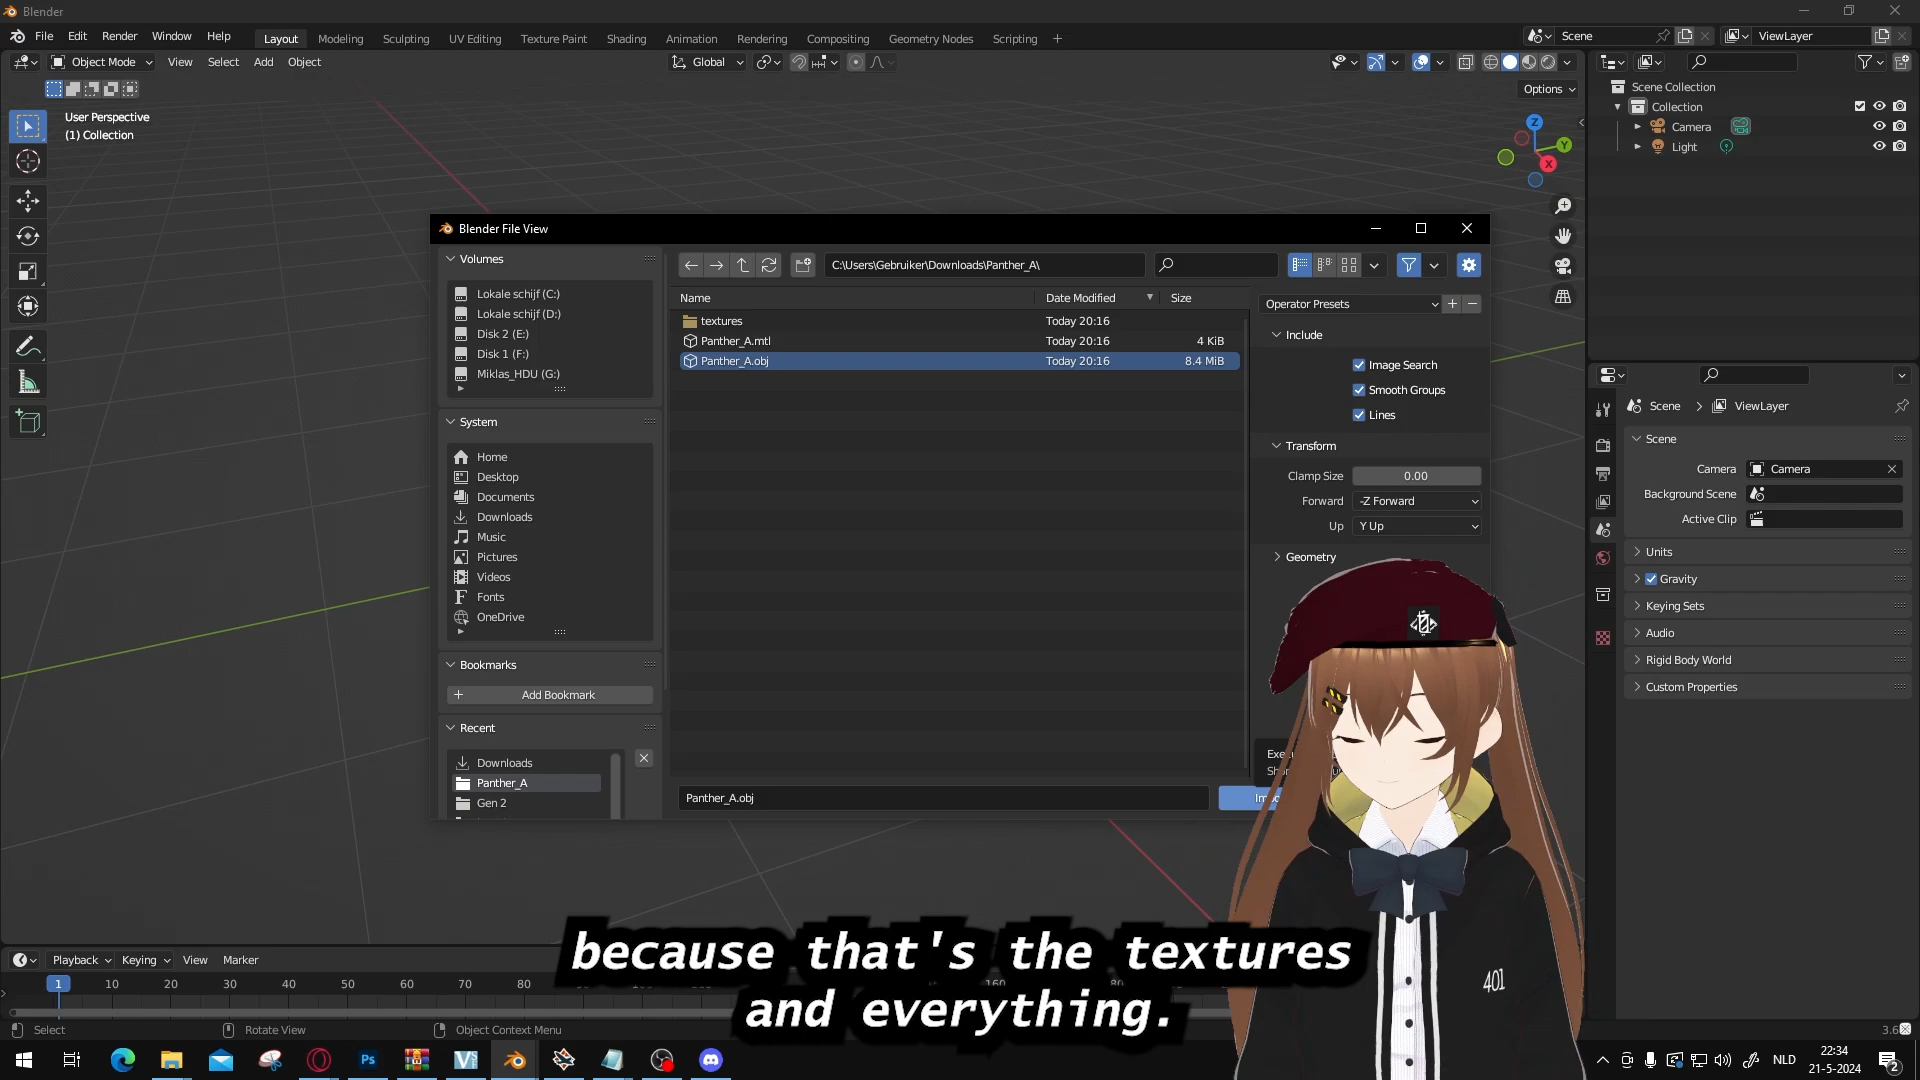 Blender
File Edit Render Window Help
Layout Modeling Sculpting UV Editing Texture Paint Shading Animation Rendering Compositing Geometry Nodes Scripting +
Scene
ViewLayer
Object Mode View Select Add Object
Global
Options
User Perspective
(1) Collection
Z
Y
X
Scene Collection
Collection
Camera
Light
Blender File View
Volumes
Lokale schijf (C:)
Lokale schijf (D:)
Disk 2 (E:)
Disk 1 (F:)
Miklas_HDU (G:)
System
Home
Desktop
Documents
Downloads
Music
Pictures
Videos
Fonts
OneDrive
Bookmarks
Add Bookmark
Recent
Downloads
Panther_A
Gen 2
C:\Users\Gebruiker\Downloads\Panther_A\
Name Date Modified Size
textures Today 20:16
Panther_A.mtl Today 20:16 4 KiB
Panther_A.obj Today 20:16 8.4 MiB
Panther_A.obj
Operator Presets
Include
Image Search
Smooth Groups
Lines
Transform
Clamp Size 0.00
Forward -Z Forward
Up Y Up
Geometry
Scene > ViewLayer
Scene
Camera Camera
Background Scene
Active Clip
Units
Gravity
Keying Sets
Audio
Rigid Body World
Custom Properties
401
because that's the textures
and everything.
Playback Keying View Marker
1 10 20 30 40 50 60 70 80
160
Select Rotate View Object Context Menu
3.6
Ps
NLD
22:34
21-5-2024
2